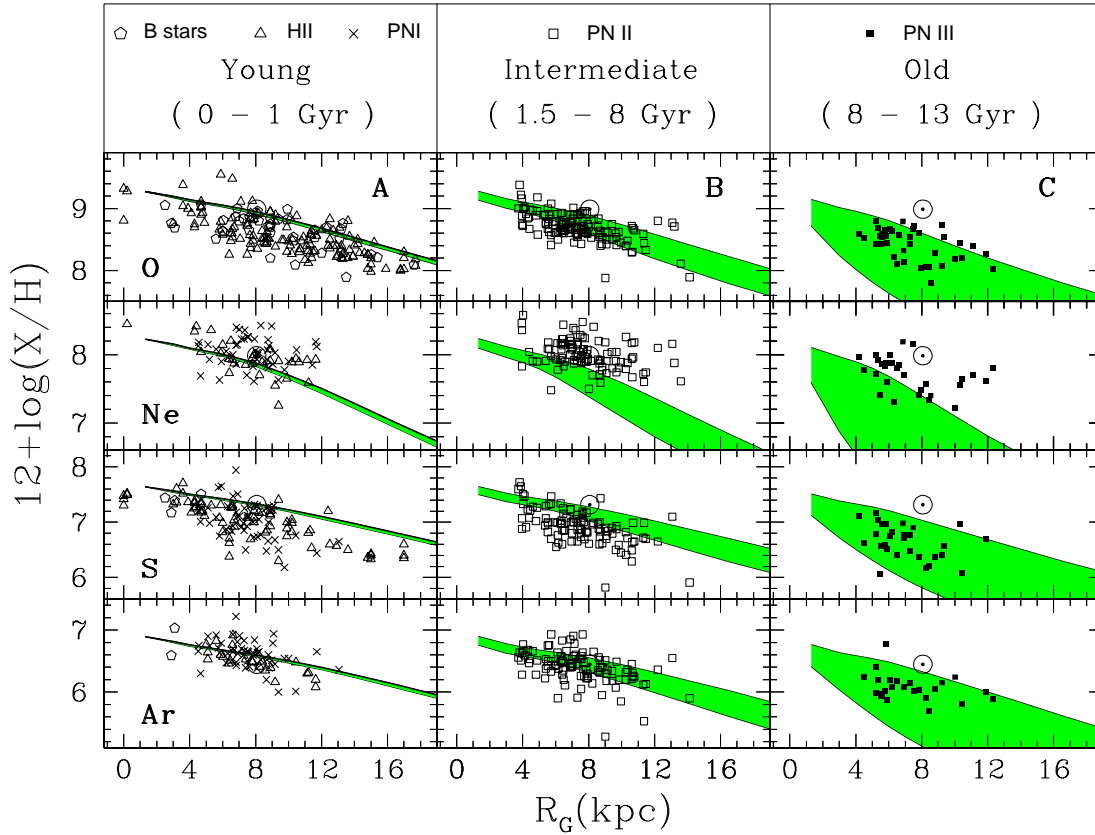 B stars HII PNI PN II PN III
Young Intermediate Old
( 0 – 1 Gyr ) ( 1.5 – 8 Gyr ) ( 8 – 13 Gyr )
A B C
9
8
O
8
7
Ne
8
7
6
S
7
6
Ar
12+log(X/H)
0 4 8 12 16 0 4 8 12 16 0 4 8 12 16
R_G(kpc)